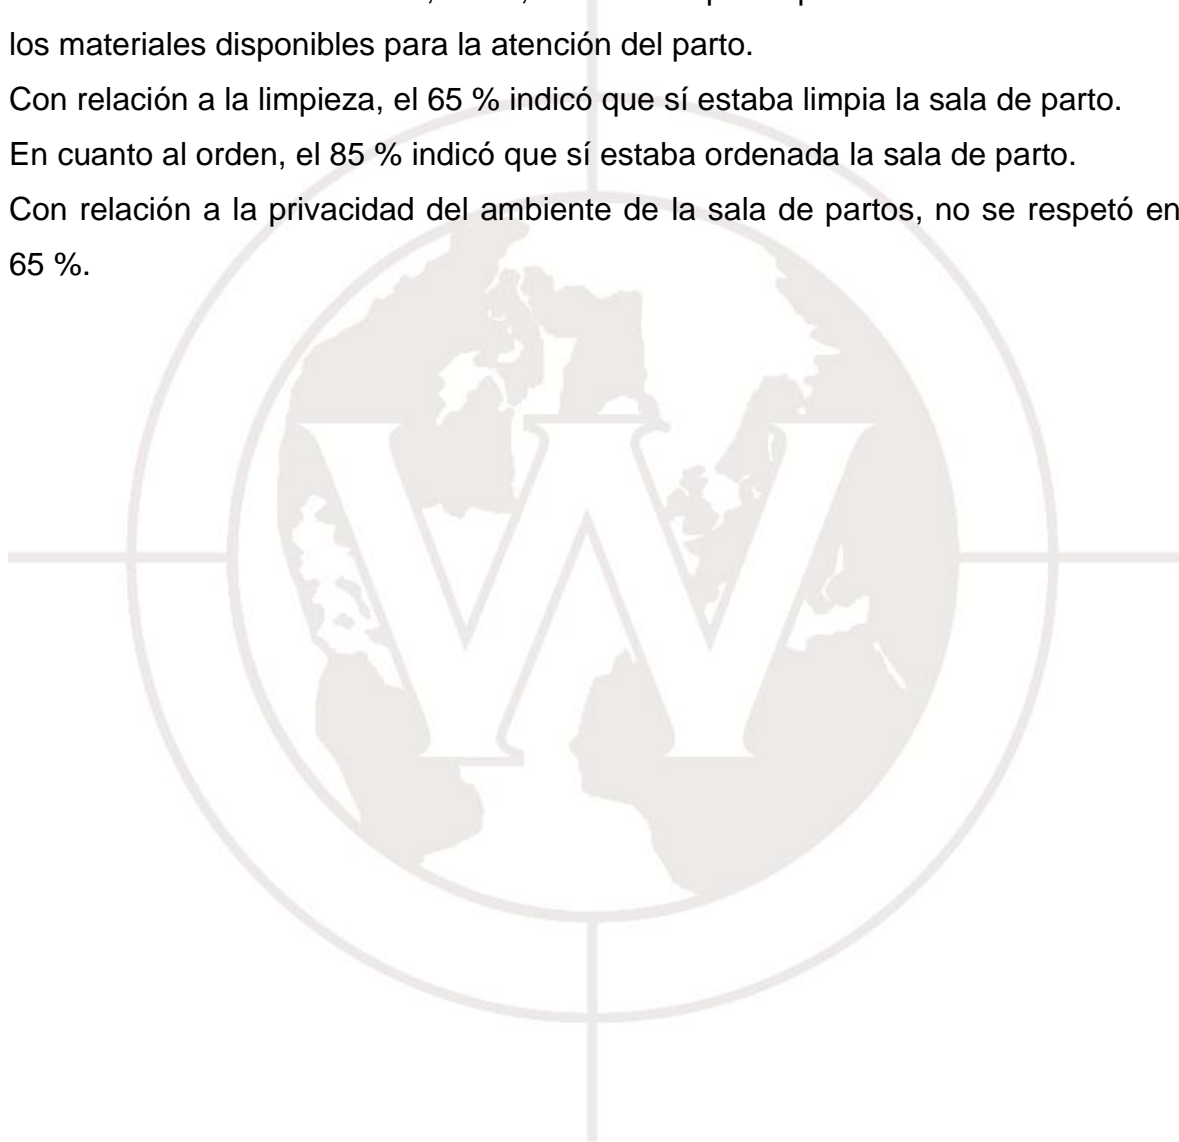 los materiales disponibles para la atención del parto.
Con relación a la limpieza, el 65 % indicó que sí estaba limpia la sala de parto.
En cuanto al orden, el 85 % indicó que sí estaba ordenada la sala de parto.
Con relación a la privacidad del ambiente de la sala de partos, no se respetó en
65 %.
W